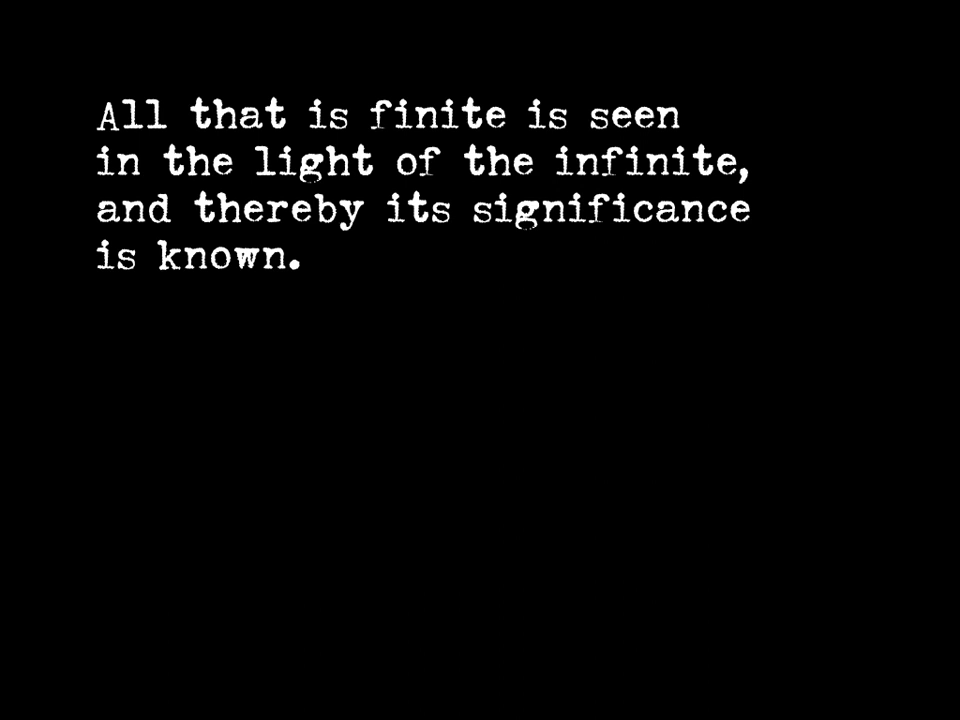 All that is finite is seen
in the light of the infinite,
and thereby its significance
is known.